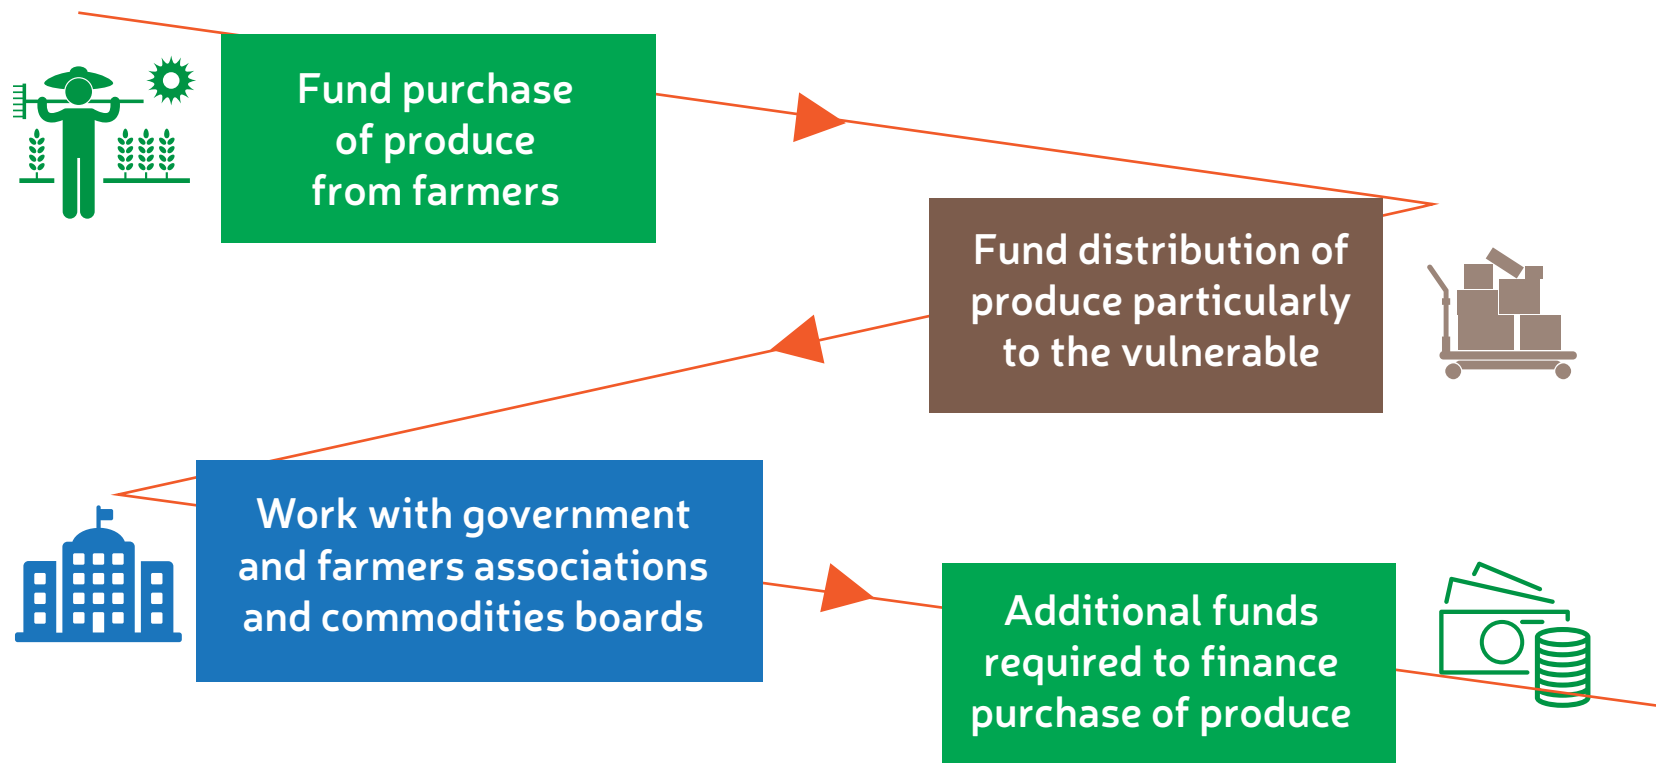 Fund purchase
of produce
from farmers
Fund distribution of
produce particularly
to the vulnerable
Work with government
and farmers associations
and commodities boards
Additional funds
required to finance
purchase of produce